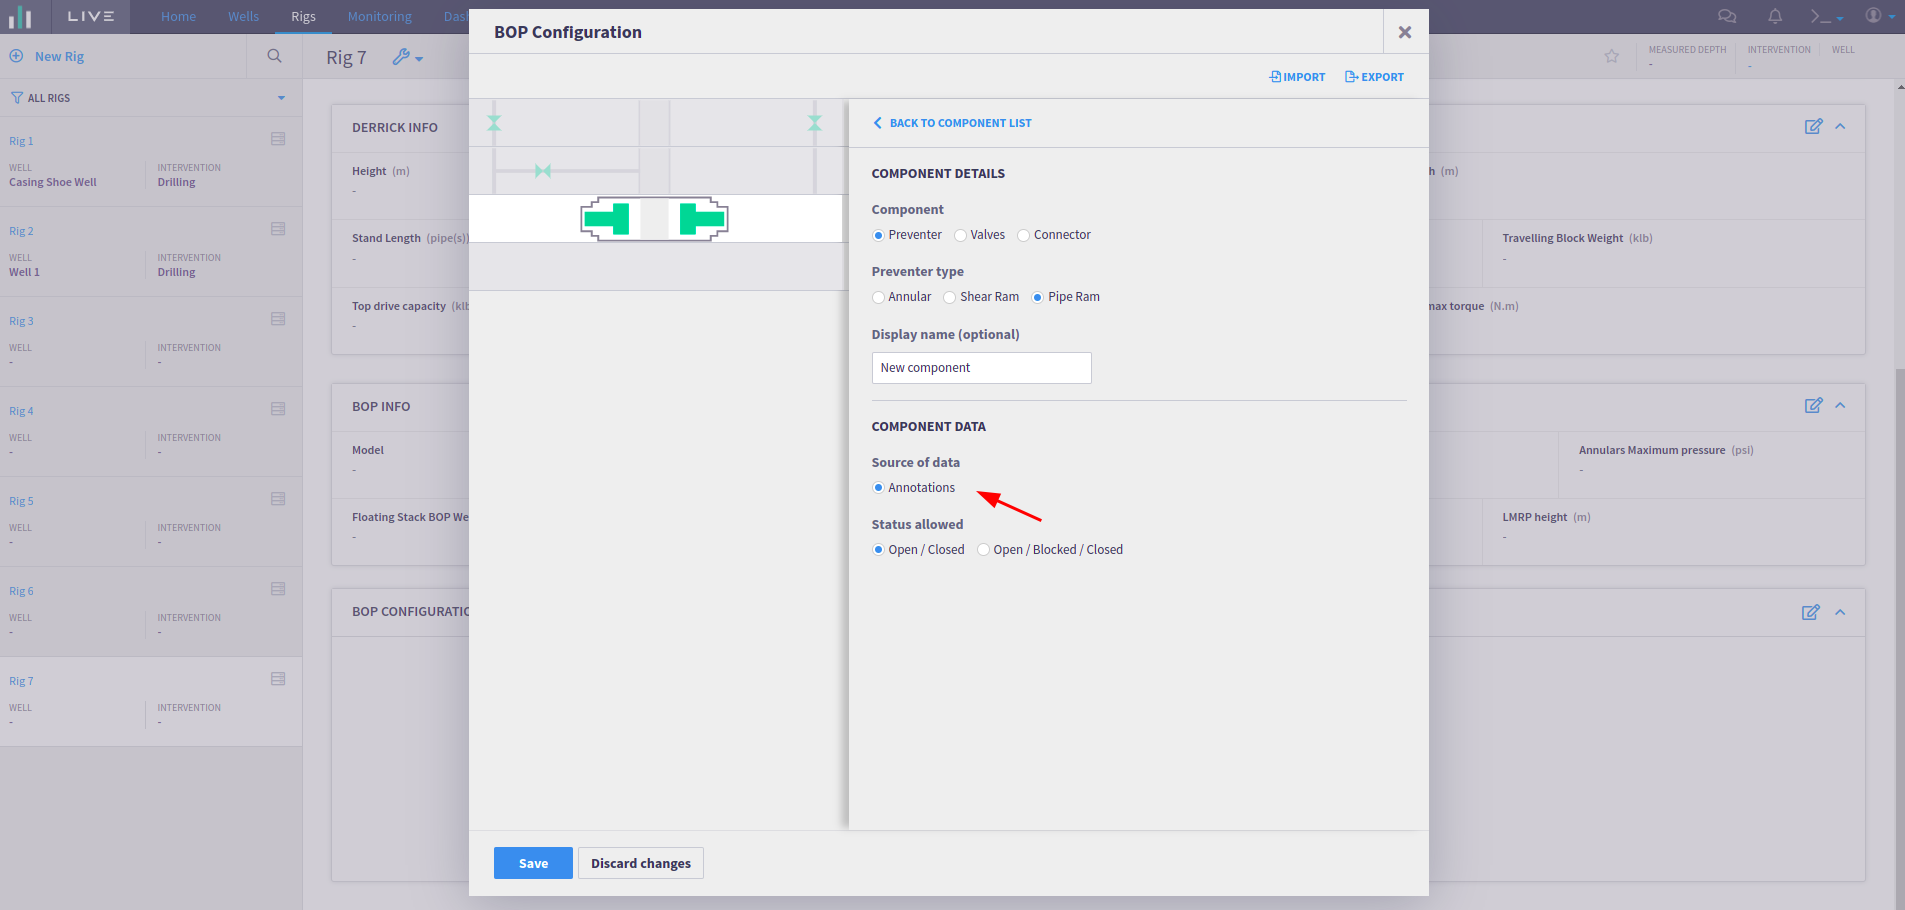 LIVE
Home Wells Rigs Monitoring Das
BOP Configuration
New Rig
Rig 7
MEASURED DEPTH
-
INTERVENTION
-
WELL
IMPORT EXPORT
ALL RIGS
Rig 1
WELL INTERVENTION
Casing Shoe Well Drilling
Rig 2
WELL INTERVENTION
Well 1 Drilling
Rig 3
WELL INTERVENTION
- -
Rig 4
WELL INTERVENTION
- -
Rig 5
WELL INTERVENTION
- -
Rig 6
WELL INTERVENTION
- -
Rig 7
WELL INTERVENTION
- -
DERRICK INFO
Height (m)
-
Stand Length (pipe(s))
-
Top drive capacity (klb
-
BOP INFO
Model
-
Floating Stack BOP We
-
BOP CONFIGURATIO
BACK TO COMPONENT LIST
COMPONENT DETAILS
Component
Preventer Valves Connector
Preventer type
Annular Shear Ram Pipe Ram
Display name (optional)
New component
COMPONENT DATA
Source of data
Annotations
Status allowed
Open / Closed Open / Blocked / Closed
Save Discard changes
h (m)
Travelling Block Weight (klb)
-
max torque (N.m)
Annulars Maximum pressure (psi)
-
LMRP height (m)
-